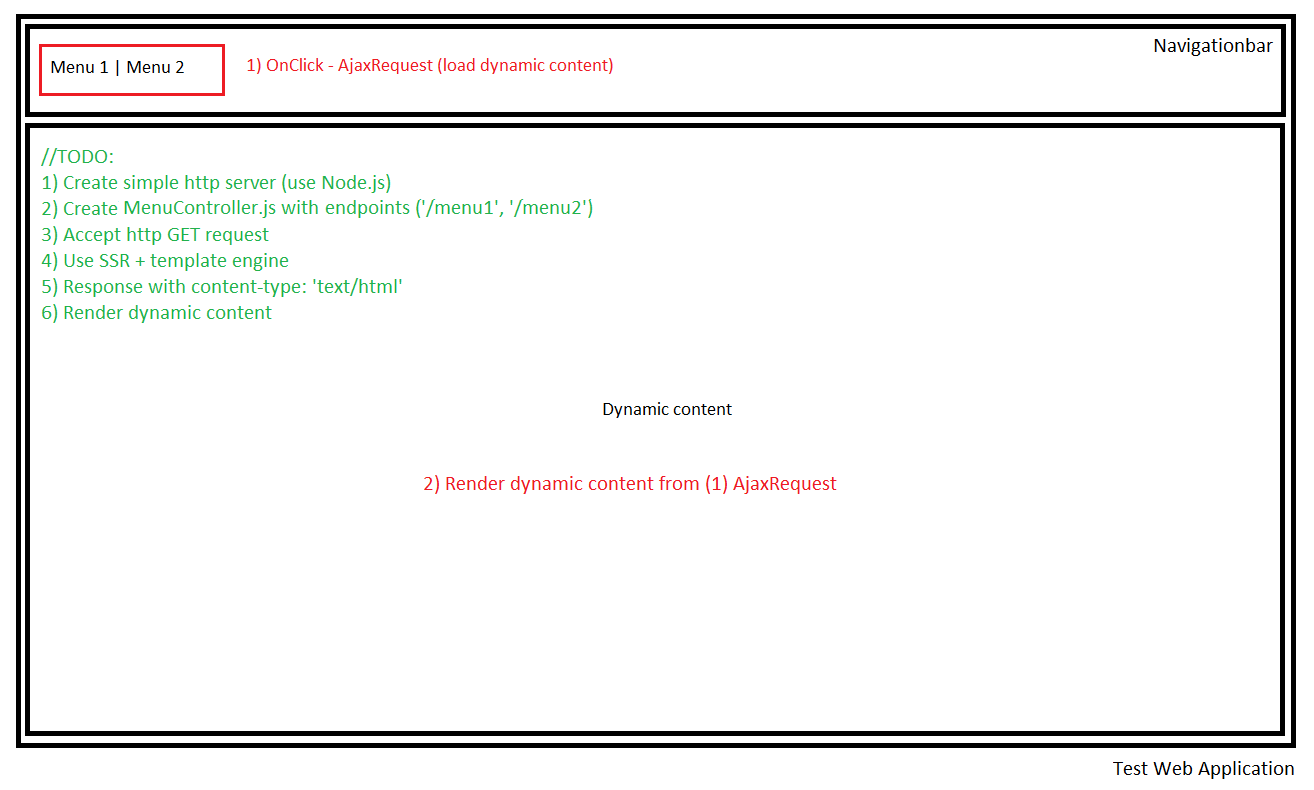 Navigationbar
Menu 1 | Menu 2
1) OnClick - AjaxRequest (load dynamic content)
//TODO:
1) Create simple http server (use Node.js)
2) Create MenuController.js with endpoints ('/menu1', '/menu2')
3) Accept http GET request
4) Use SSR + template engine
5) Response with content-type: 'text/html'
6) Render dynamic content
Dynamic content
2) Render dynamic content from (1) AjaxRequest
Test Web Application